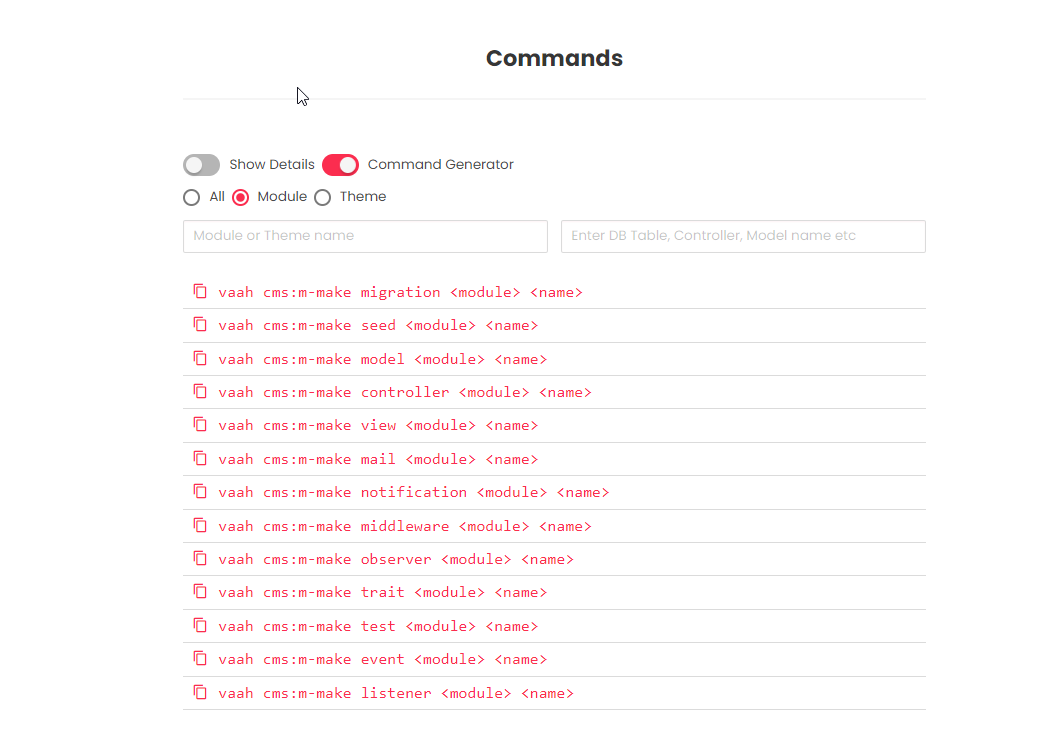 Commands
Show Details Command Generator
All Module Theme
Module or Theme name Enter DB Table, Controller, Model name etc
vaah cms:m-make migration <module> <name>
vaah cms:m-make seed <module> <name>
vaah cms:m-make model <module> <name>
vaah cms:m-make controller <module> <name>
vaah cms:m-make view <module> <name>
vaah cms:m-make mail <module> <name>
vaah cms:m-make notification <module> <name>
vaah cms:m-make middleware <module> <name>
vaah cms:m-make observer <module> <name>
vaah cms:m-make trait <module> <name>
vaah cms:m-make test <module> <name>
vaah cms:m-make event <module> <name>
vaah cms:m-make listener <module> <name>